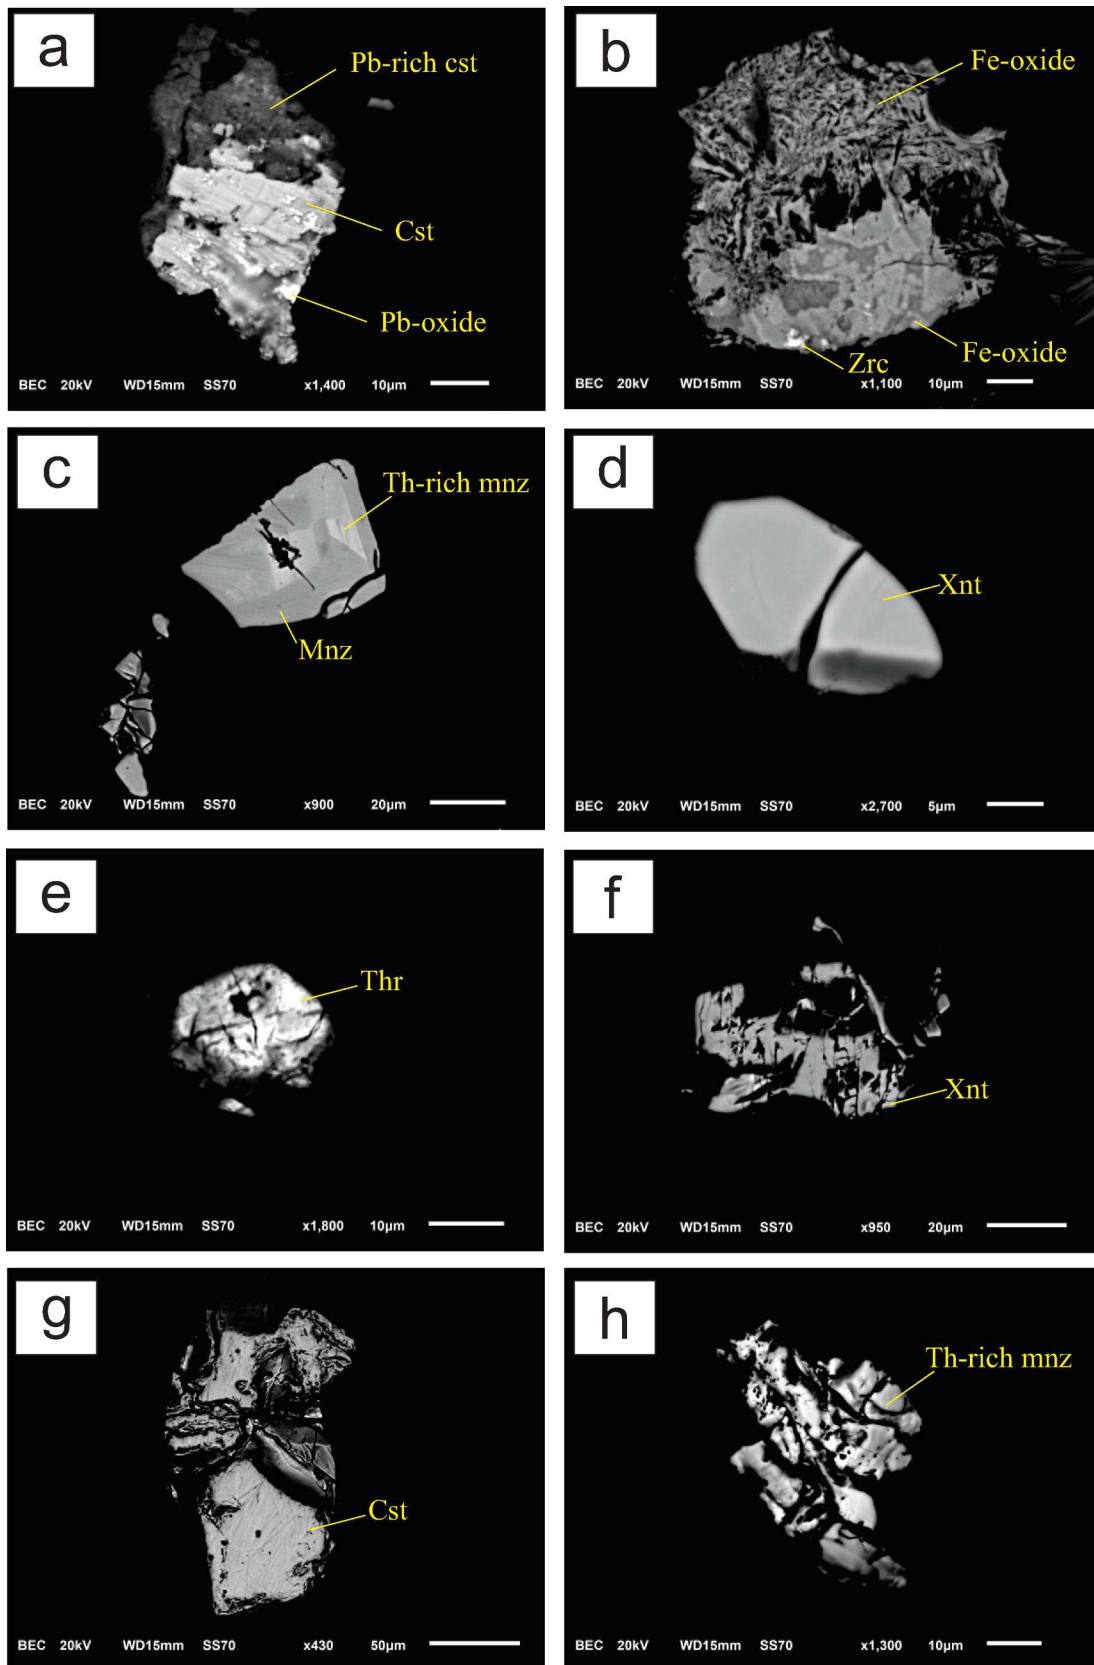 a
Pb-rich cst
Cst
Pb-oxide
BEC 20kV WD15mm SS70 x1,400 10µm
b
Fe-oxide
Fe-oxide
Zrc
BEC 20kV WD15mm SS70 x1,100 10µm
c
Th-rich mnz
Mnz
BEC 20kV WD15mm SS70 x900 20µm
d
Xnt
BEC 20kV WD15mm SS70 x2,700 5µm
e
Thr
BEC 20kV WD15mm SS70 x1,800 10µm
f
Xnt
BEC 20kV WD15mm SS70 x950 20µm
g
Cst
BEC 20kV WD15mm SS70 x430 50µm
h
Th-rich mnz
BEC 20kV WD15mm SS70 x1,300 10µm